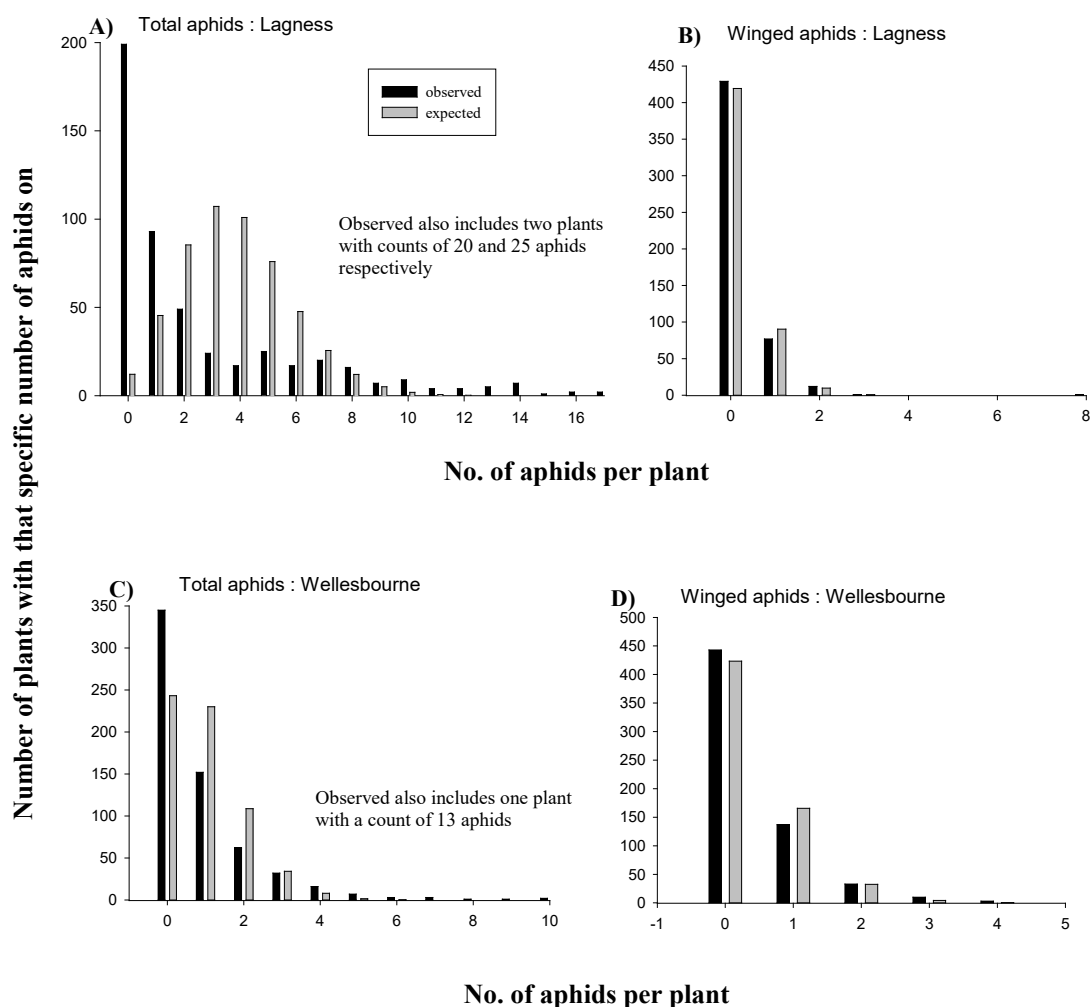 Number of plants with that specific number of aphids on
A) Total aphids : Lagness
200
150
100
50
0
observed
expected
Observed also includes two plants
with counts of 20 and 25 aphids
respectively
0 2 4 6 8 10 12 14 16
B) Winged aphids : Lagness
450
400
350
300
250
200
150
100
50
0
0 2 4 6 8
No. of aphids per plant
C) Total aphids : Wellesbourne
350
300
250
200
150
100
50
0
Observed also includes one plant
with a count of 13 aphids
0 2 4 6 8 10
D) Winged aphids : Wellesbourne
500
450
400
350
300
250
200
150
100
50
0
-1 0 1 2 3 4 5
No. of aphids per plant